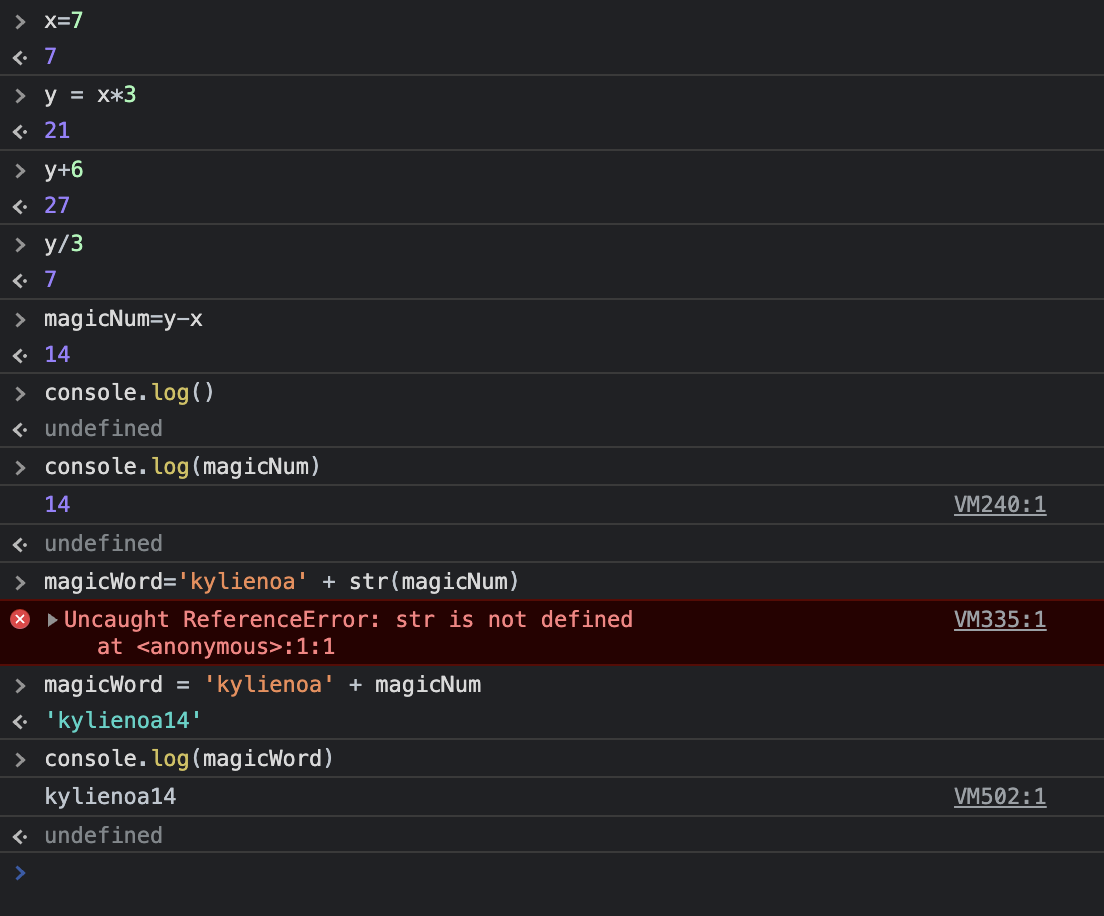 x=7
7
y = x*3
21
y+6
27
y/3
7
magicNum=y-x
14
console.log()
undefined
console.log(magicNum)
14 VM240:1
undefined
magicWord='kylienoa' + str(magicNum)
Uncaught ReferenceError: str is not defined VM335:1
at <anonymous>:1:1
magicWord = 'kylienoa' + magicNum
'kylienoa14'
console.log(magicWord)
kylienoa14 VM502:1
undefined